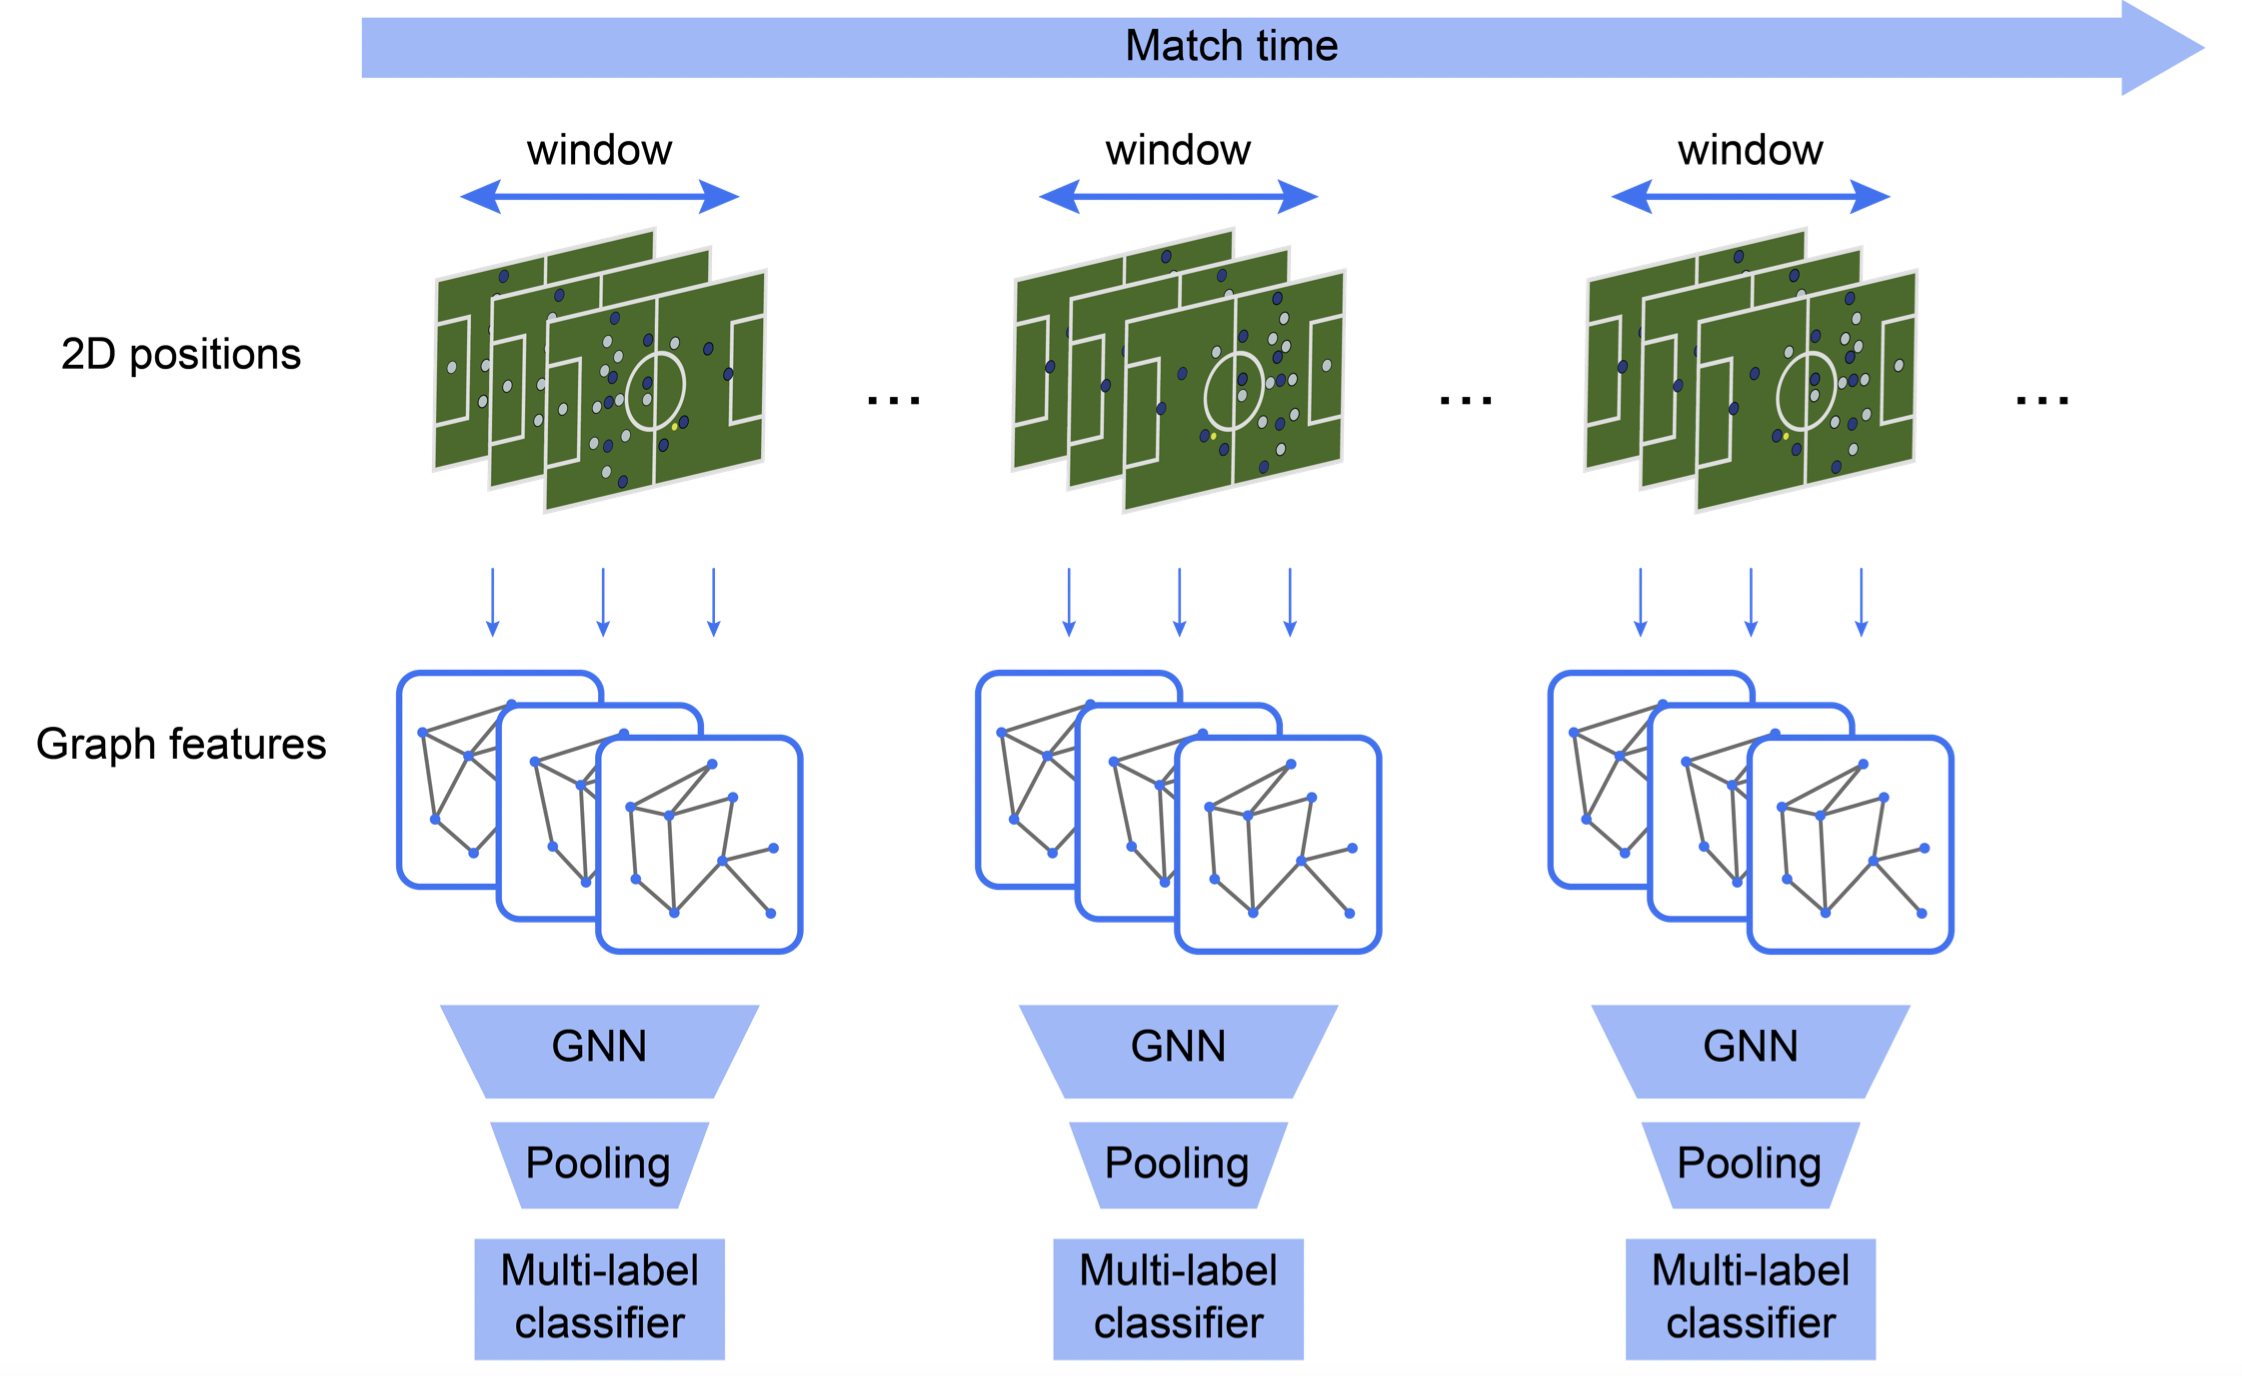 Match time
window window window
2D positions
... ... ...
Graph features
GNN GNN GNN
Pooling Pooling Pooling
Multi-label Multi-label Multi-label
classifier classifier classifier